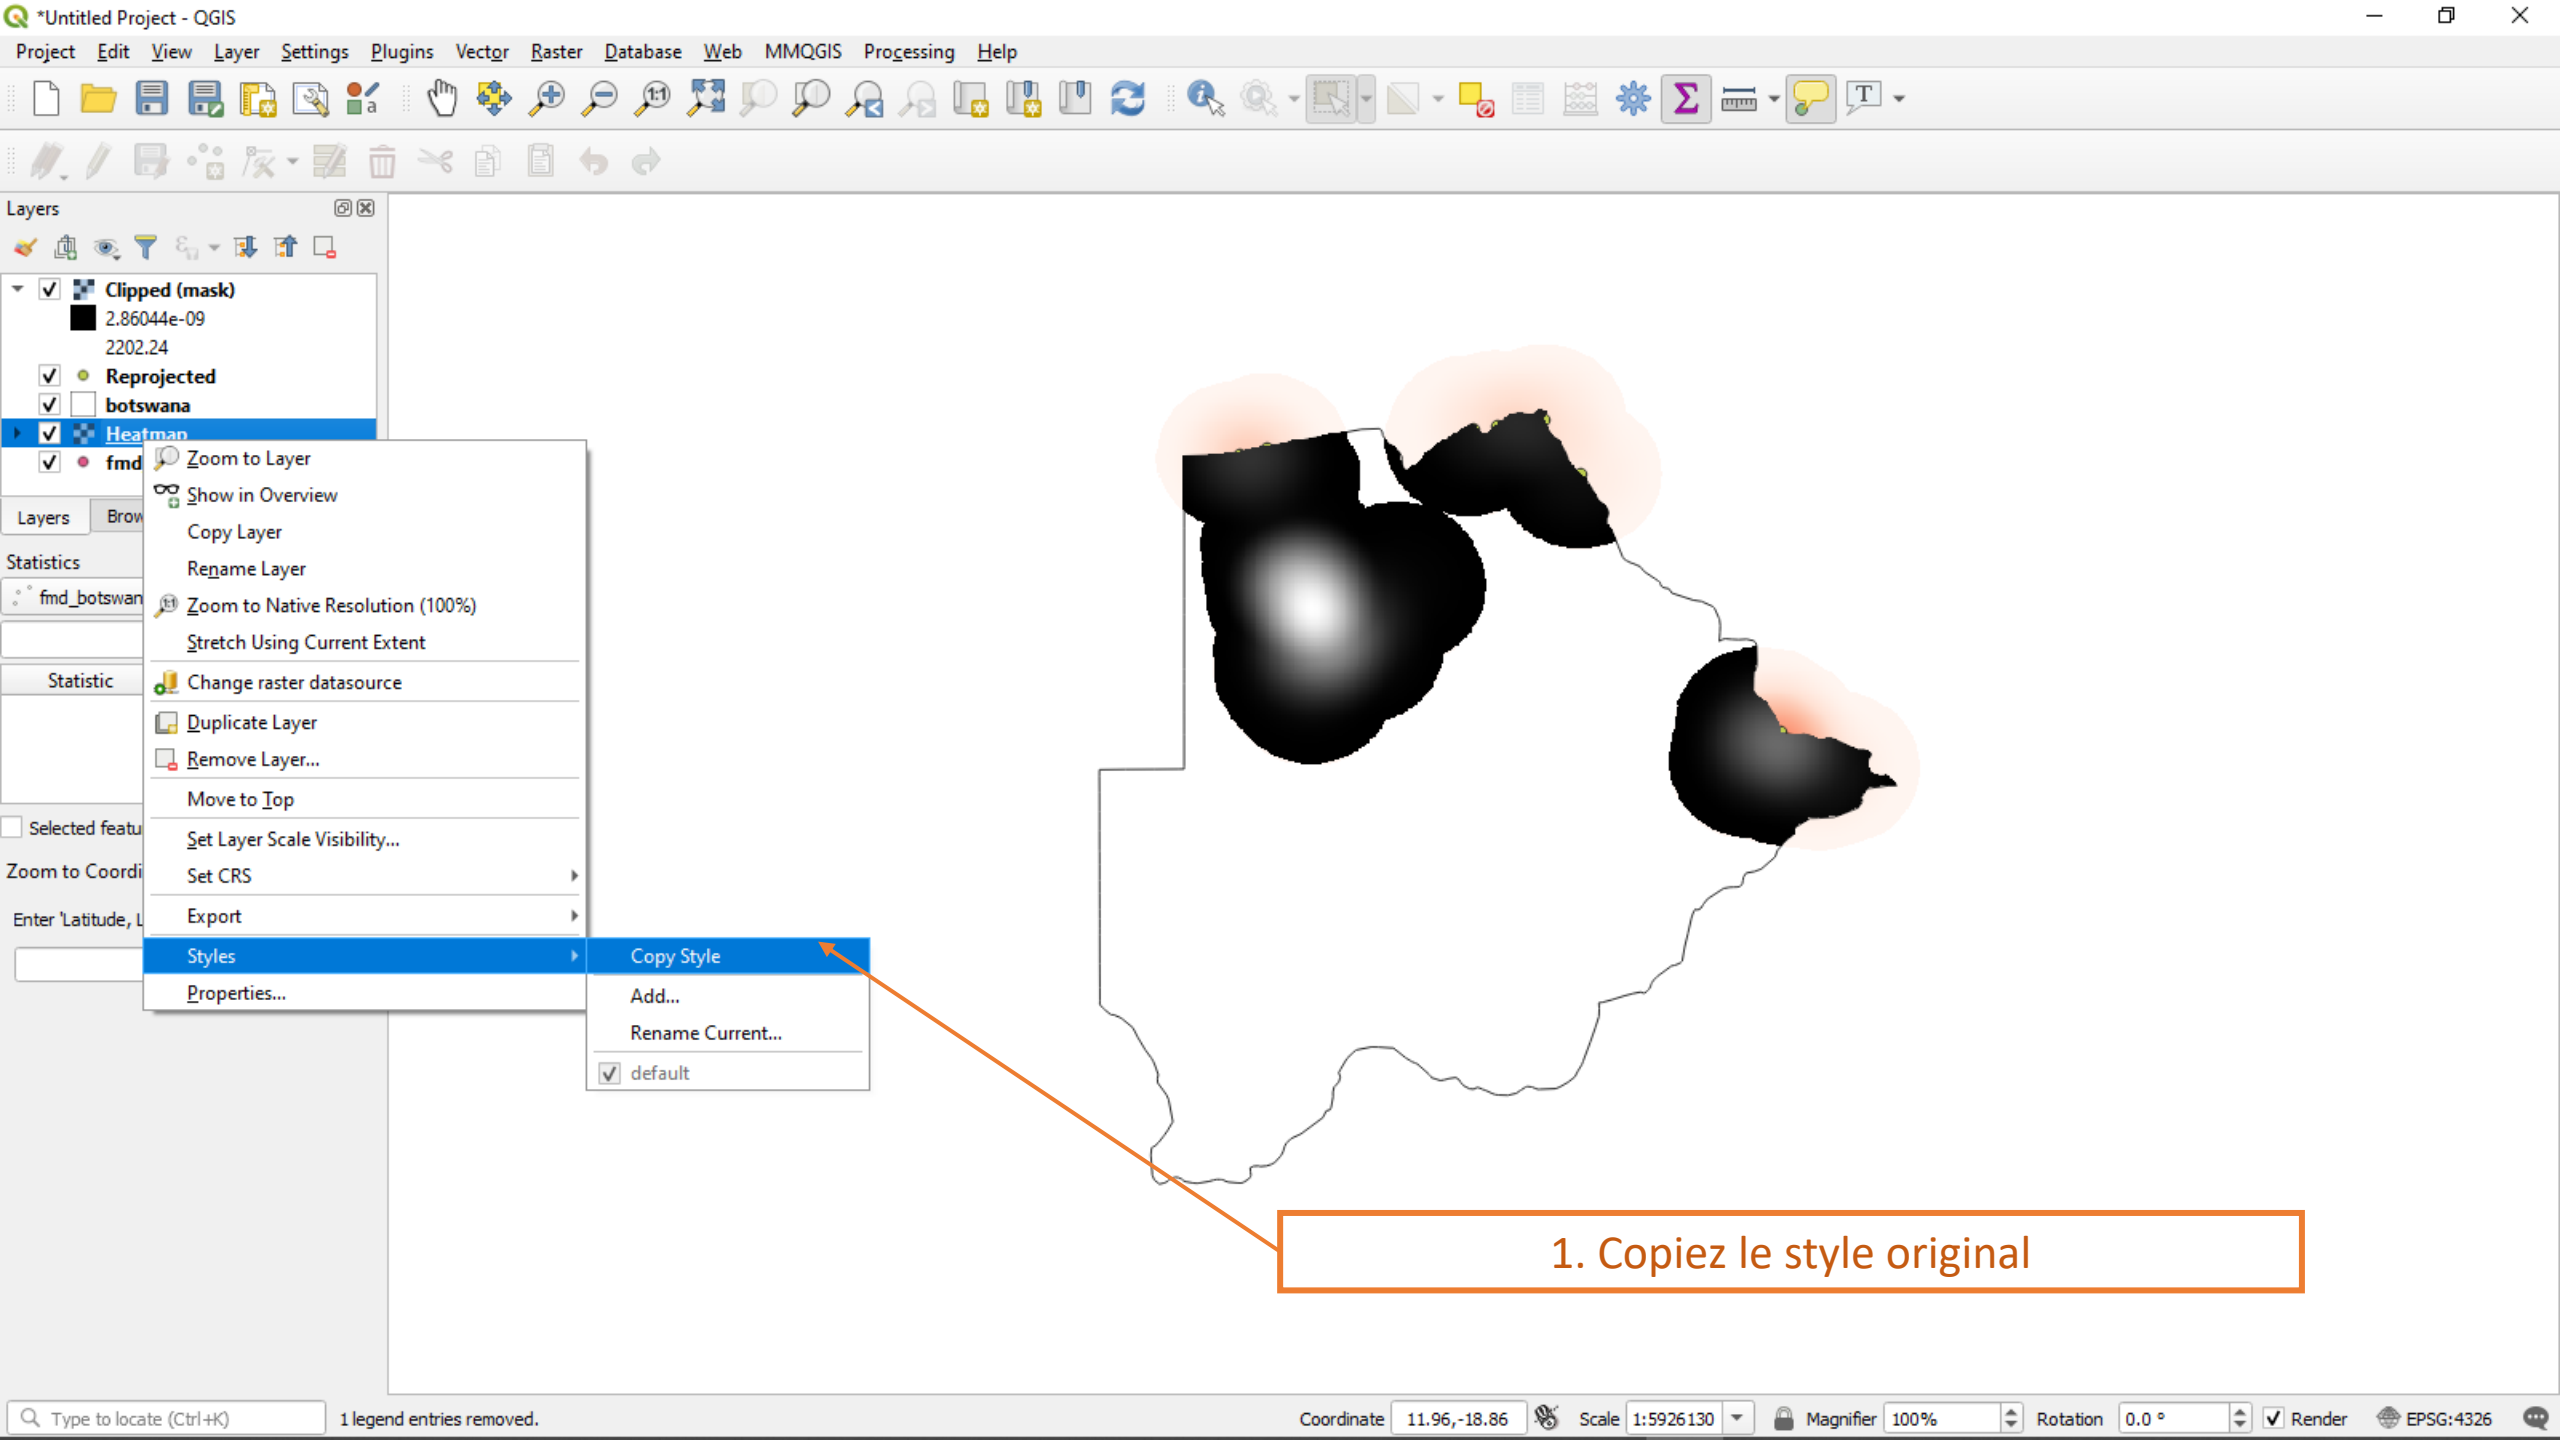 *Untitled Project - QGIS
Project Edit View Layer Settings Plugins Vector Raster Database Web MMQGIS Processing Help
Layers
Clipped (mask)
2.86044e-09
2202.24
Reprojected
botswana
Heatmap
fmd
Zoom to Layer
Show in Overview
Copy Layer
Rename Layer
Zoom to Native Resolution (100%)
Stretch Using Current Extent
Change raster datasource
Duplicate Layer
Remove Layer...
Move to Top
Set Layer Scale Visibility...
Set CRS
Export
Styles
Properties...
Copy Style
Add...
Rename Current...
default
Layers Brow
Statistics
fmd_botswan
Statistic
Selected featu
Zoom to Coordi
Enter 'Latitude, L
1. Copiez le style original
Type to locate (Ctrl+K) 1 legend entries removed. Coordinate 11.96,-18.86 Scale 1:5926130 Magnifier 100% Rotation 0.0 ° Render EPSG:4326